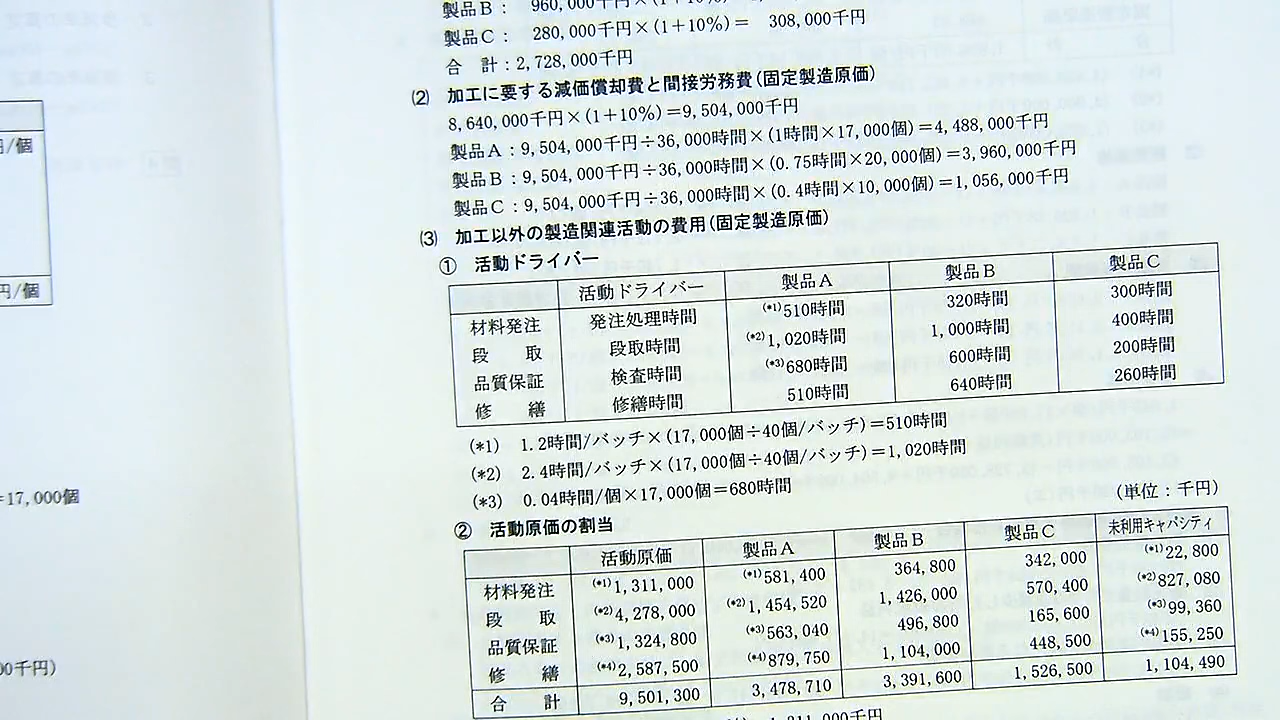 円/個
円/個
=17,000個
00千円)
製品B： 960,000千円×(1+10%)
製品C： 280,000千円×(1+10%)＝ 308,000千円
合 計：2,728,000千円
(2) 加工に要する減価償却費と間接労務費(固定製造原価)
8,640,000千円×(1+10%)＝9,504,000千円
製品A：9,504,000千円÷36,000時間×(1時間×17,000個)＝4,488,000千円
製品B：9,504,000千円÷36,000時間×(0.75時間×20,000個)＝3,960,000千円
製品C：9,504,000千円÷36,000時間×(0.4時間×10,000個)＝1,056,000千円
(3) 加工以外の製造関連活動の費用(固定製造原価)
① 活動ドライバー
活動ドライバー 製品A 製品B 製品C
材料発注 発注処理時間 (*1)510時間 320時間 300時間
段 取 段取時間 (*2)1,020時間 1,000時間 400時間
品質保証 検査時間 (*3)680時間 600時間 200時間
修 繕 修繕時間 510時間 640時間 260時間
(*1) 1.2時間/バッチ×(17,000個÷40個/バッチ)＝510時間
(*2) 2.4時間/バッチ×(17,000個÷40個/バッチ)＝1,020時間
(*3) 0.04時間/個×17,000個＝680時間
② 活動原価の割当
(単位：千円)
活動原価 製品A 製品B 製品C 未利用キャパシティ
材料発注 (*1)1,311,000 (*1)581,400 364,800 342,000 (*1)22,800
段 取 (*2)4,278,000 (*2)1,454,520 1,426,000 570,400 (*2)827,080
品質保証 (*3)1,324,800 (*3)563,040 496,800 165,600 (*3)99,360
修 繕 (*4)2,587,500 (*4)879,750 1,104,000 448,500 (*4)155,250
合 計 9,501,300 3,478,710 3,391,600 1,526,500 1,104,490